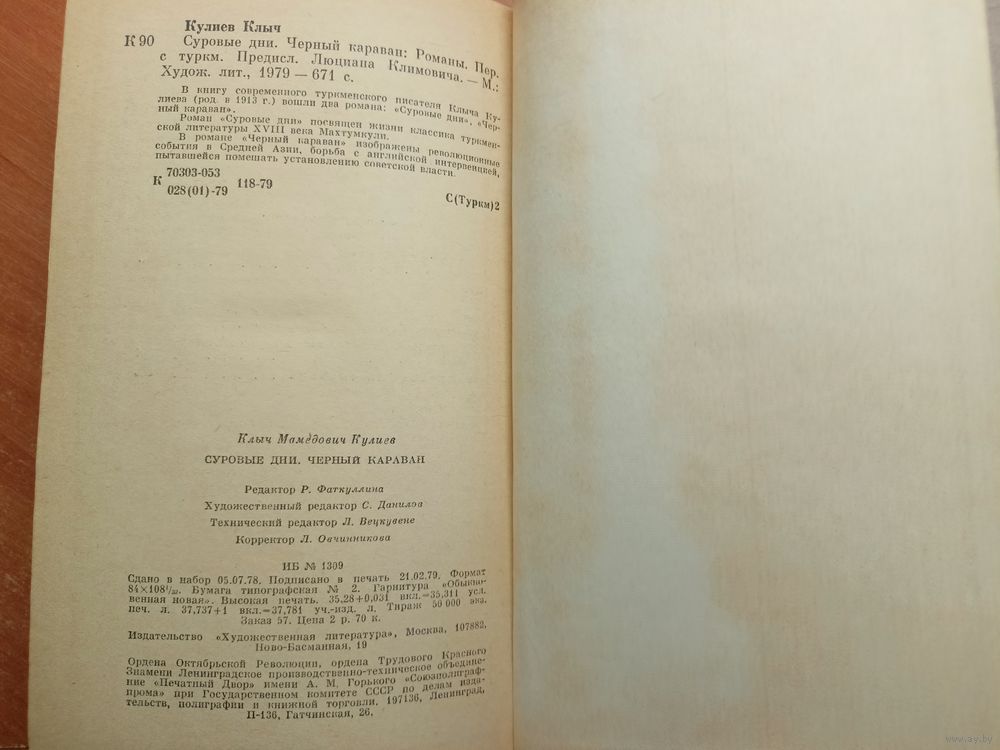 Кулиев Клыч
К 90 Суровые дни. Черный караван: Романы. Пер.
с туркм. Предисл. Люциана Климовича. — М.:
Худож. лит., 1979 — 671 с.
В книгу современного туркменского писателя Клыча Ку-
лиева (род. в 1913 г.) вошли два романа: «Суровые дни», «Чер-
ный караван».
Роман «Суровые дни» посвящен жизни классика туркмен-
ской литературы XVIII века Махтумкули.
В романе «Черный караван» изображены революционные
события в Средней Азии, борьба с английской интервенцией,
пытавшейся помешать установлению советской власти.
К 70303-053
028(01)-79 118-79
С(Туркм)2
Клыч Мамедович Кулиев
СУРОВЫЕ ДНИ. ЧЕРНЫЙ КАРАВАН
Редактор Р. Фаткуллина
Художественный редактор С. Данилов
Технический редактор Л. Вецкувене
Корректор Л. Овчинникова
ИБ № 1309
Сдано в набор 05.07.78. Подписано в печать 21.02.79. Формат
84×108¹/₃₂. Бумага типографская № 2. Гарнитура «Обыкно-
венная новая». Высокая печать. 35,28+0,031 вкл.=35,311 усл.
печ. л. 37,737+1 вкл.=37,781 уч.-изд. л. Тираж 50 000 экз.
Заказ 57. Цена 2 р. 70 к.
Издательство «Художественная литература», Москва, 107882,
Ново-Басманная, 19
Ордена Октябрьской Революции, ордена Трудового Красного
Знамени Ленинградское производственно-техническое объедине-
ние «Печатный Двор» имени А. М. Горького «Союзполиграф-
прома» при Государственном комитете СССР по делам изда-
тельств, полиграфии и книжной торговли. 197136, Ленинград,
П-136, Гатчинская, 26.
www.ay.by